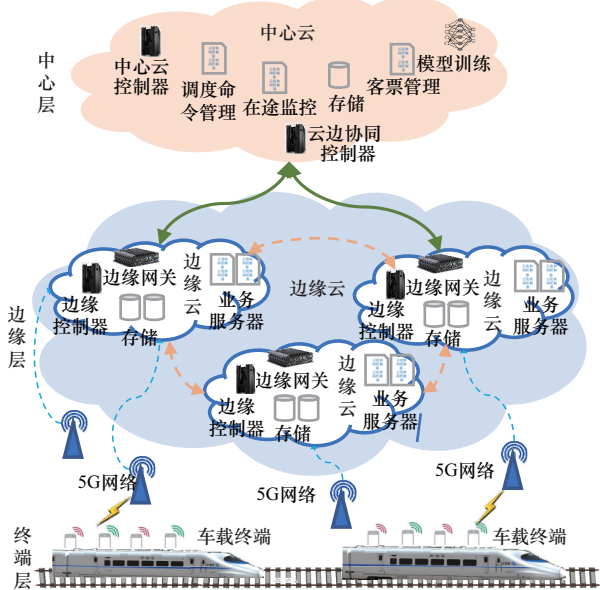 中心层
中心云
中心云
控制器
调度命
令管理
在途监控
存储
客票管理
模型训练
云边协同
控制器
边缘层
边缘云
边缘网关
边缘云
边缘
控制器
存储
业务
服务器
边缘网关
边缘云
边缘
控制器
存储
业务
服务器
边缘网关
边缘云
边缘
控制器
存储
业务
服务器
5G网络
5G网络
5G网络
终端层
车载终端
车载终端